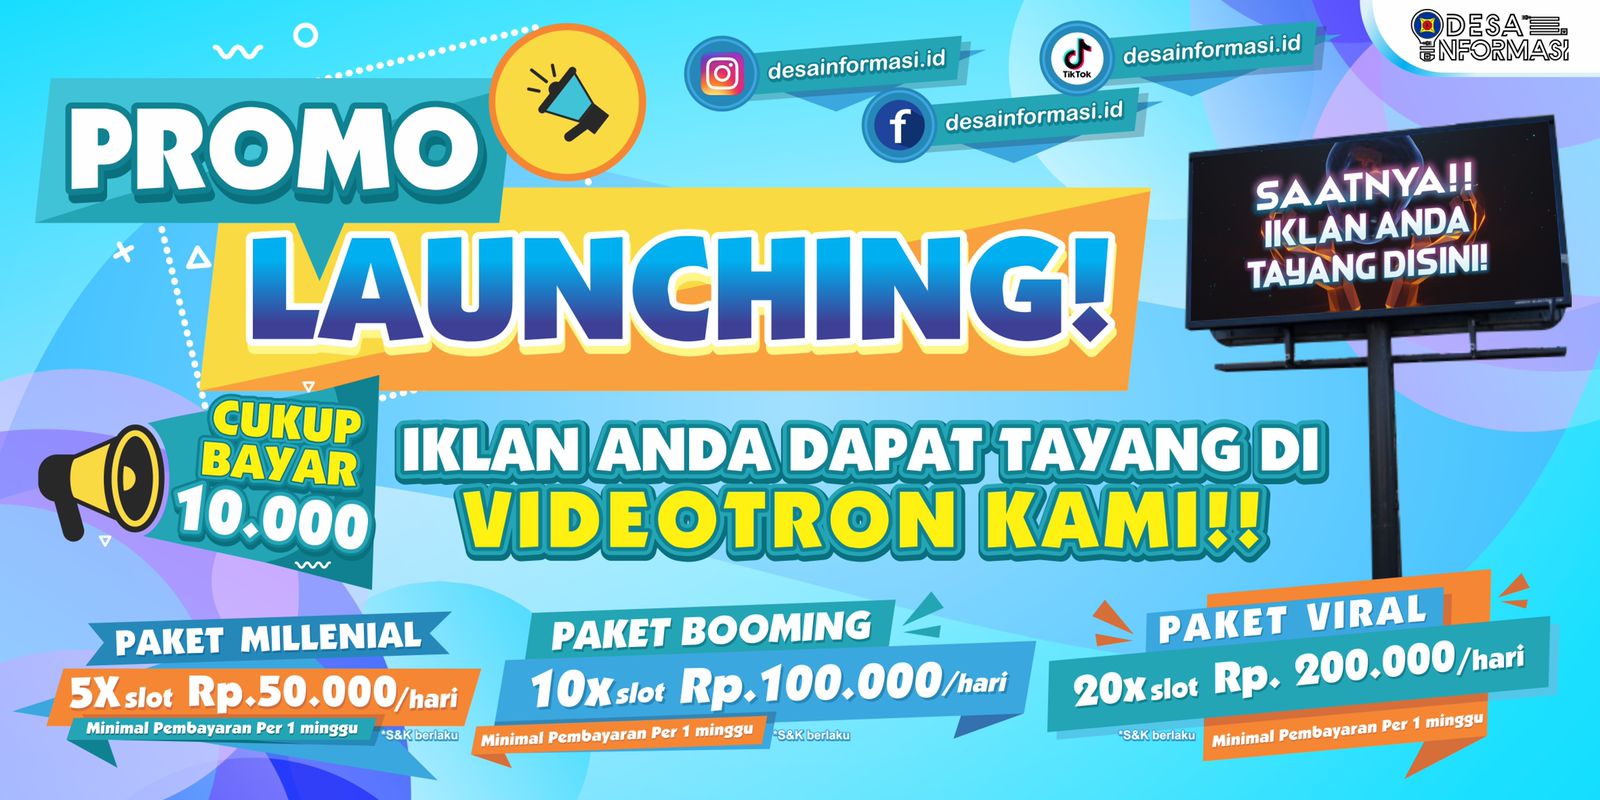 DESA
INFORMASI
desainformasi.id
TikTok
desainformasi.id
desainformasi.id
PROMO
LAUNCHING!
SAATNYA!!
IKLAN ANDA
TAYANG DISINI!
CUKUP
BAYAR
10.000
IKLAN ANDA DAPAT TAYANG DI
VIDEOTRON KAMI!!
PAKET MILLENIAL
5X slot Rp.50.000/hari
Minimal Pembayaran Per 1 minggu
*S&K berlaku
PAKET BOOMING
10x slot Rp.100.000/hari
Minimal Pembayaran Per 1 minggu
*S&K berlaku
PAKET VIRAL
20x slot Rp. 200.000/hari
*S&K berlaku
Minimal Pembayaran Per 1 minggu